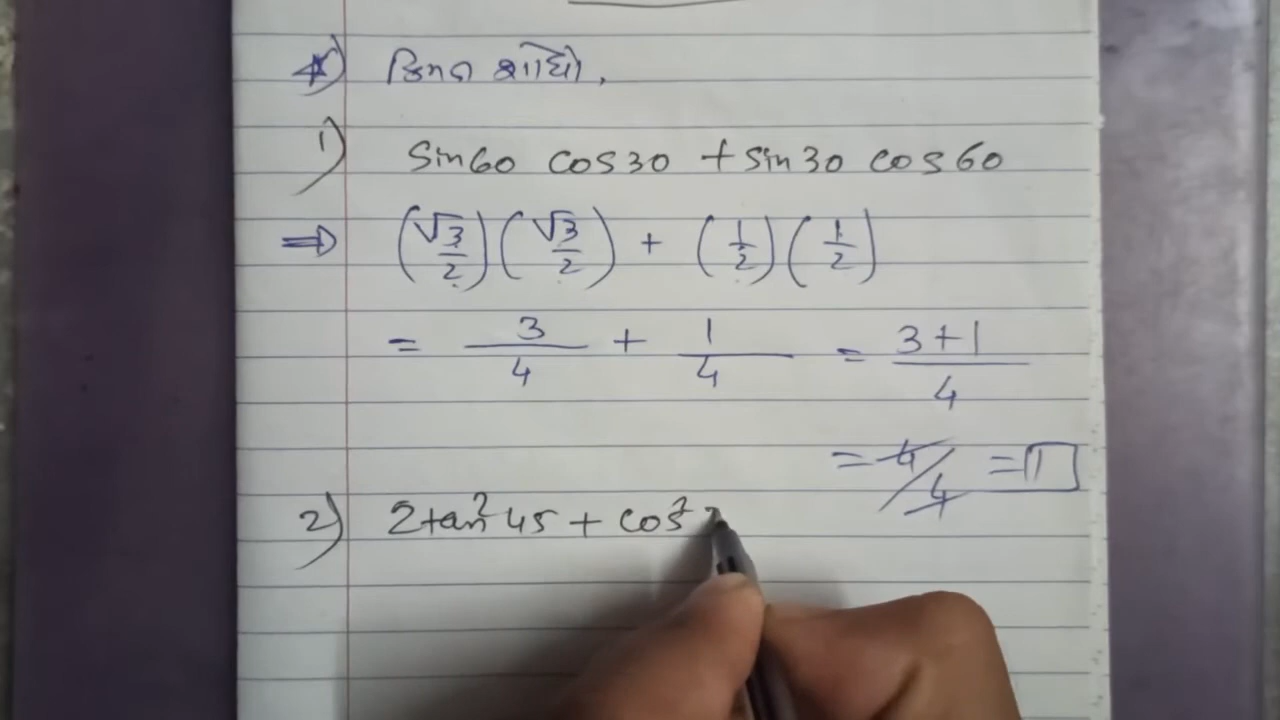 *) કિંમત શોધો.
1) sin60 cos30 + sin30 cos60
⇒ (√3/2)(√3/2) + (1/2)(1/2)
= 3/4 + 1/4 = 3+1/4
= 4/4 = 1
2) 2tan²45 + cos²